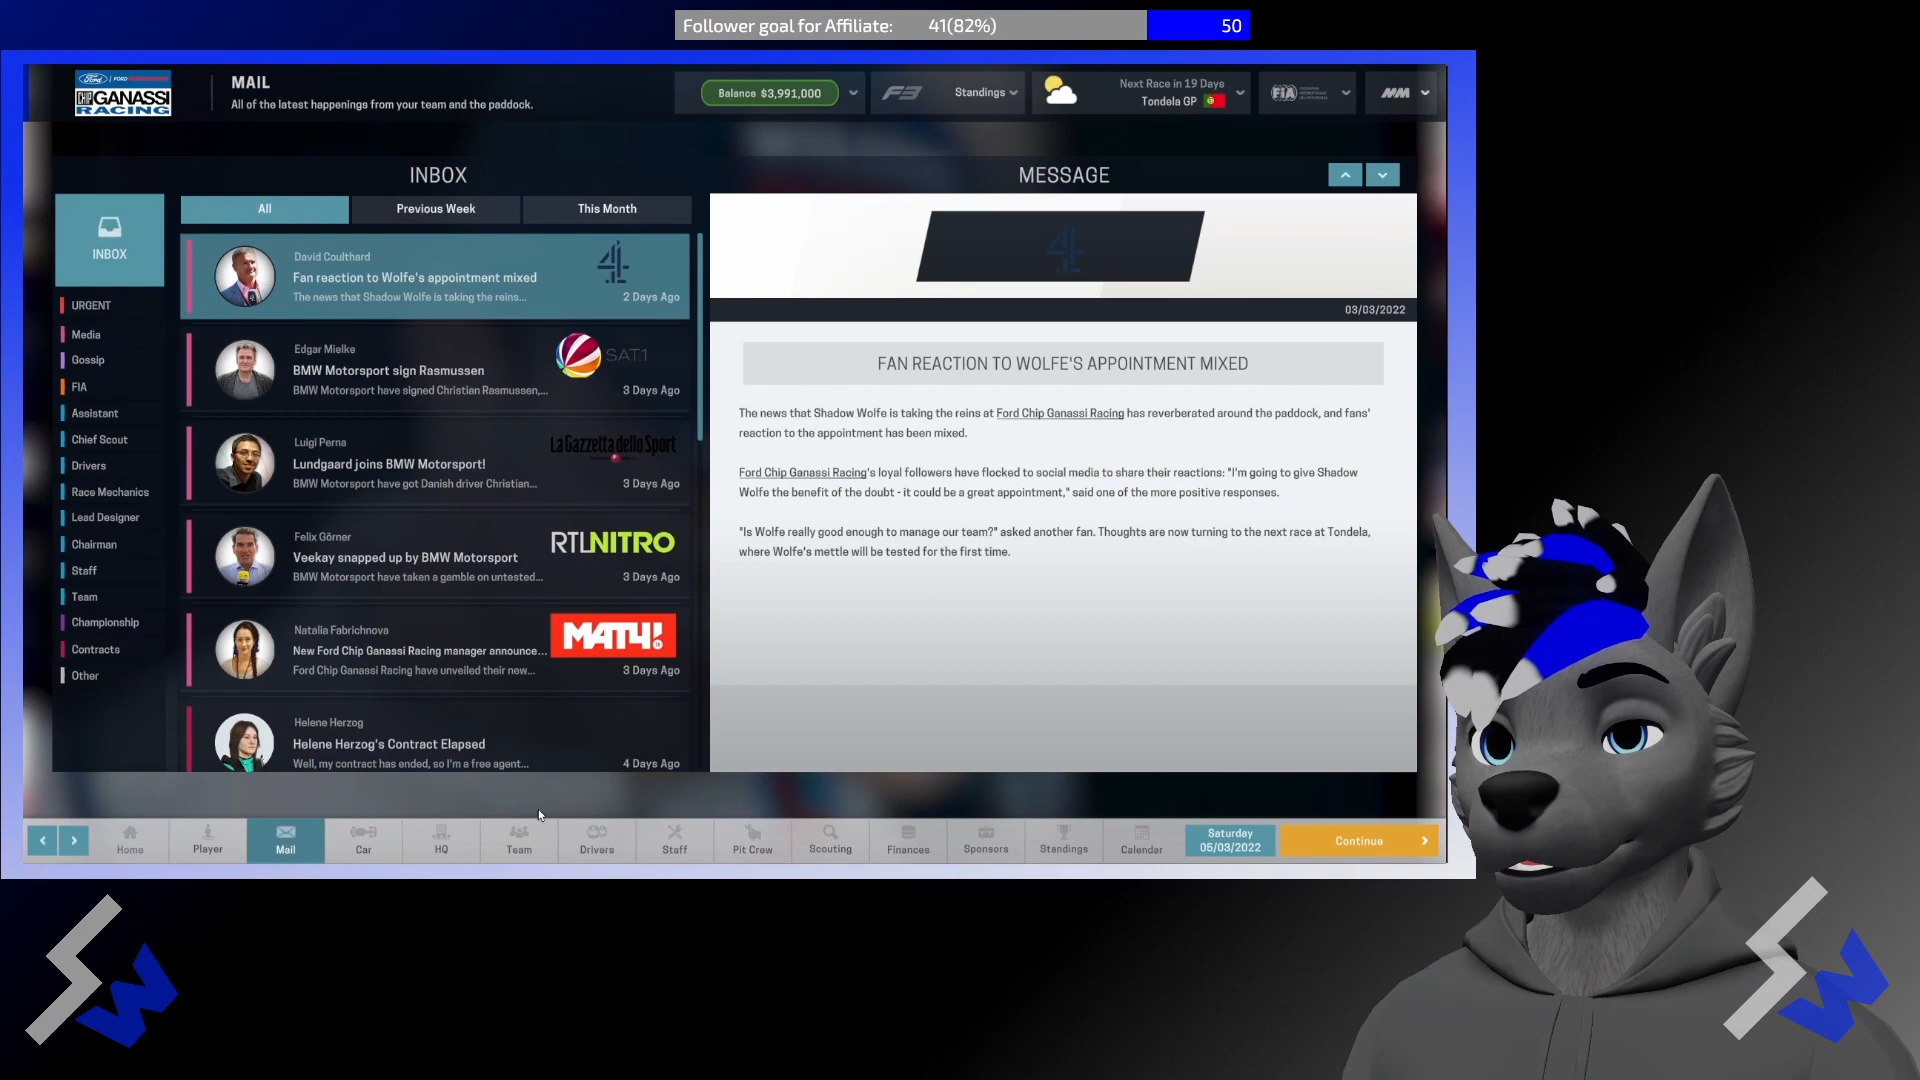 Follower goal for Affiliate: 41(82%) 50
Ford FORD
CHIP GANASSI
RACING
MAIL
All of the latest happenings from your team and the paddock.
Balance $3,991,000
F3 Standings
Next Race in 19 Days
Tondela GP
FIA
MM
INBOX
MESSAGE
INBOX
All
Previous Week
This Month
URGENT
Media
Gossip
FIA
Assistant
Chief Scout
Drivers
Race Mechanics
Lead Designer
Chairman
Staff
Team
Championship
Contracts
Other
David Coulthard
Fan reaction to Wolfe's appointment mixed
The news that Shadow Wolfe is taking the reins...
2 Days Ago
4
Edgar Mielke
BMW Motorsport sign Rasmussen
BMW Motorsport have signed Christian Rasmussen,...
3 Days Ago
SAT.1
Luigi Perna
Lundgaard joins BMW Motorsport!
BMW Motorsport have got Danish driver Christian...
3 Days Ago
La Gazzetta dello Sport
Felix Görner
Veekay snapped up by BMW Motorsport
BMW Motorsport have taken a gamble on untested...
3 Days Ago
RTLNITRO
Natalia Fabrichnova
New Ford Chip Ganassi Racing manager announce...
Ford Chip Ganassi Racing have unveiled their new...
3 Days Ago
МАТЧ!
Helene Herzog
Helene Herzog's Contract Elapsed
Well, my contract has ended, so I'm a free agent...
4 Days Ago
4
03/03/2022
FAN REACTION TO WOLFE'S APPOINTMENT MIXED
The news that Shadow Wolfe is taking the reins at Ford Chip Ganassi Racing has reverberated around the paddock, and fans'
reaction to the appointment has been mixed.
Ford Chip Ganassi Racing's loyal followers have flocked to social media to share their reactions: "I'm going to give Shadow
Wolfe the benefit of the doubt - it could be a great appointment," said one of the more positive responses.
"Is Wolfe really good enough to manage our team?" asked another fan. Thoughts are now turning to the next race at Tondela,
where Wolfe's mettle will be tested for the first time.
Home
Player
Mail
Car
HQ
Team
Drivers
Staff
Pit Crew
Scouting
Finances
Sponsors
Standings
Calendar
Saturday
05/03/2022
Continue
SW
SW